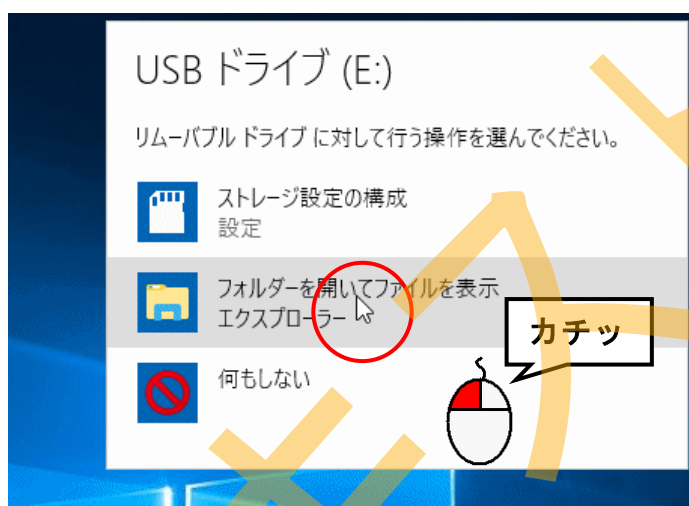 USB ドライブ (E:)
リムーバブル ドライブ に対して行う操作を選んでください。
ストレージ設定の構成
設定
フォルダーを開いてファイルを表示
エクスプローラー
カチッ
何もしない